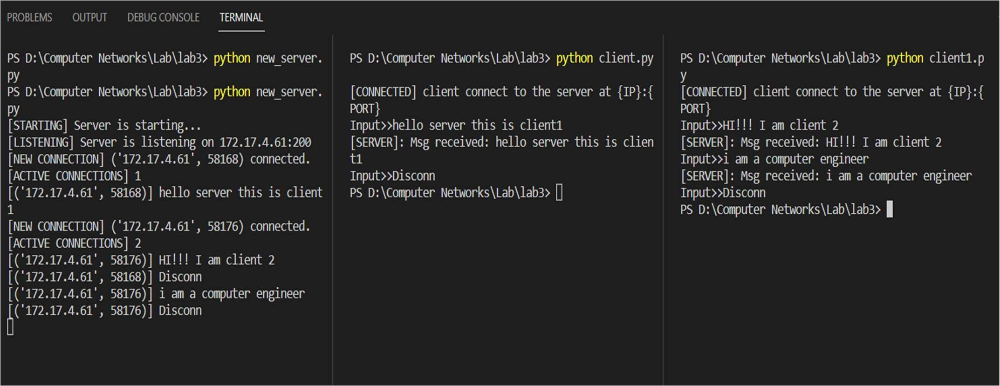 PROBLEMS OUTPUT DEBUG CONSOLE TERMINAL
PS D:\Computer Networks\Lab\lab3> python new_server.
py
PS D:\Computer Networks\Lab\lab3> python new_server.
py
[STARTING] Server is starting...
[LISTENING] Server is listening on 172.17.4.61:200
[NEW CONNECTION] ('172.17.4.61', 58168) connected.
[ACTIVE CONNECTIONS] 1
[('172.17.4.61', 58168)] hello server this is client
1
[NEW CONNECTION] ('172.17.4.61', 58176) connected.
[ACTIVE CONNECTIONS] 2
[('172.17.4.61', 58176)] HI!!! I am client 2
[('172.17.4.61', 58168)] Disconn
[('172.17.4.61', 58176)] i am a computer engineer
[('172.17.4.61', 58176)] Disconn
PS D:\Computer Networks\Lab\lab3> python client.py
[CONNECTED] client connect to the server at {IP}:{
PORT}
Input>>hello server this is client1
[SERVER]: Msg received: hello server this is clien
t1
Input>>Disconn
PS D:\Computer Networks\Lab\lab3>
PS D:\Computer Networks\Lab\lab3> python client1.p
y
[CONNECTED] client connect to the server at {IP}:{
PORT}
Input>>HI!!! I am client 2
[SERVER]: Msg received: HI!!! I am client 2
Input>>i am a computer engineer
[SERVER]: Msg received: i am a computer engineer
Input>>Disconn
PS D:\Computer Networks\Lab\lab3>